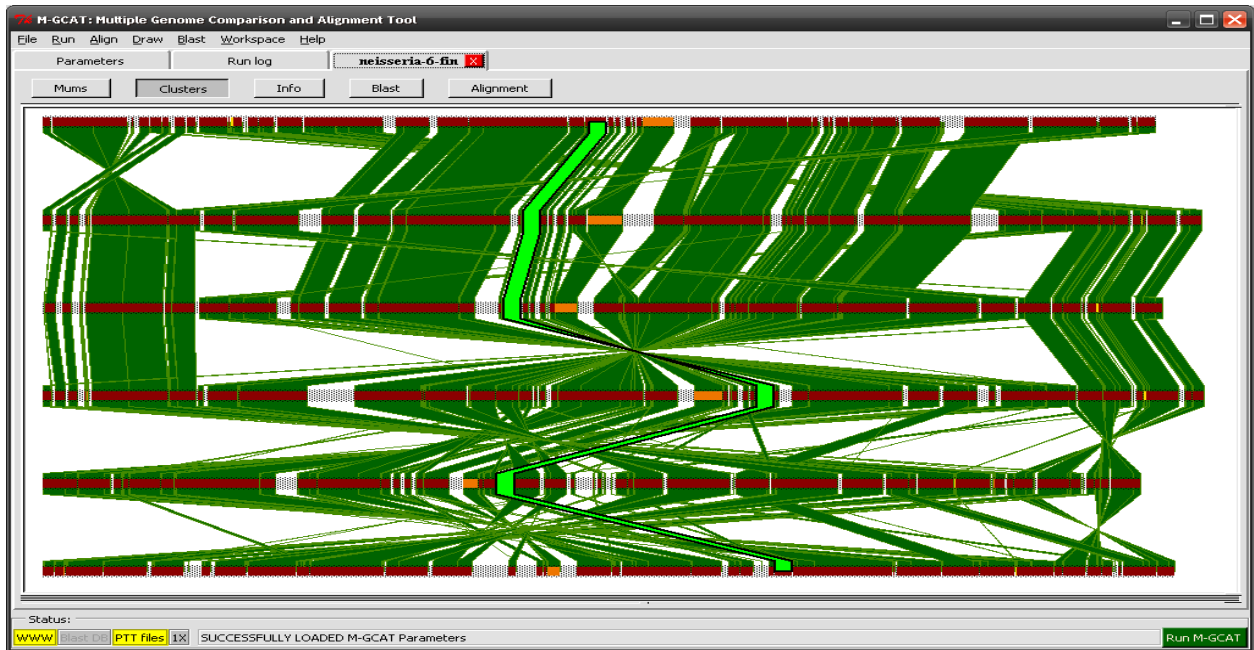 M-GCAT: Multiple Genome Comparison and Alignment Tool
File Run Align Draw Blast Workspace Help
Parameters Run log neisseria-6-fin X
Mums Clusters Info Blast Alignment
Status:
WWW Blast DB PTT files 1X SUCCESSFULLY LOADED M-GCAT Parameters Run M-GCAT